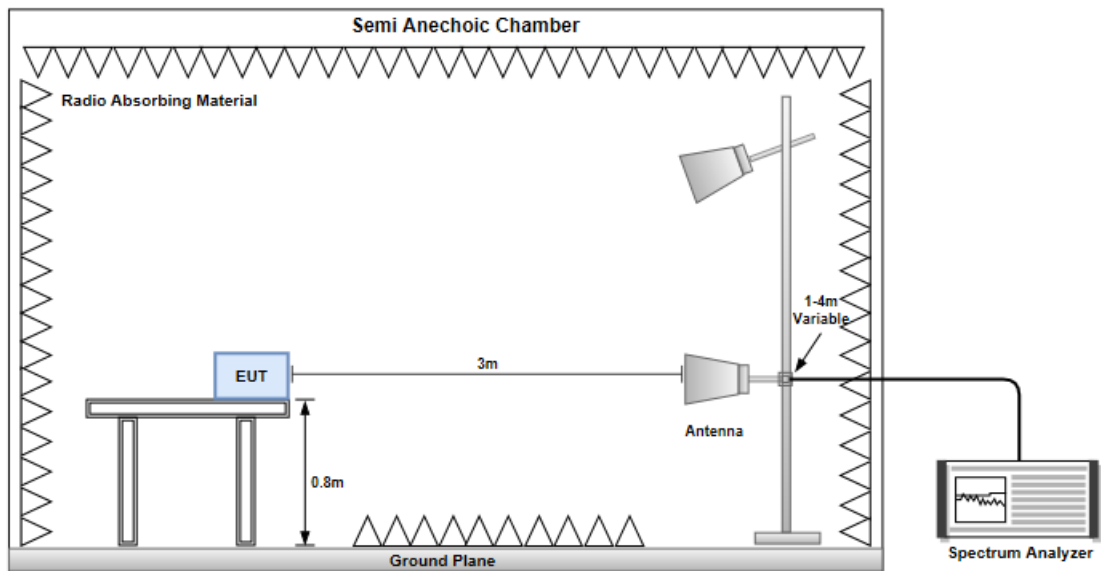 Semi Anechoic Chamber
Radio Absorbing Material
1-4m
Variable
EUT
3m
Antenna
0.8m
Ground Plane
Spectrum Analyzer